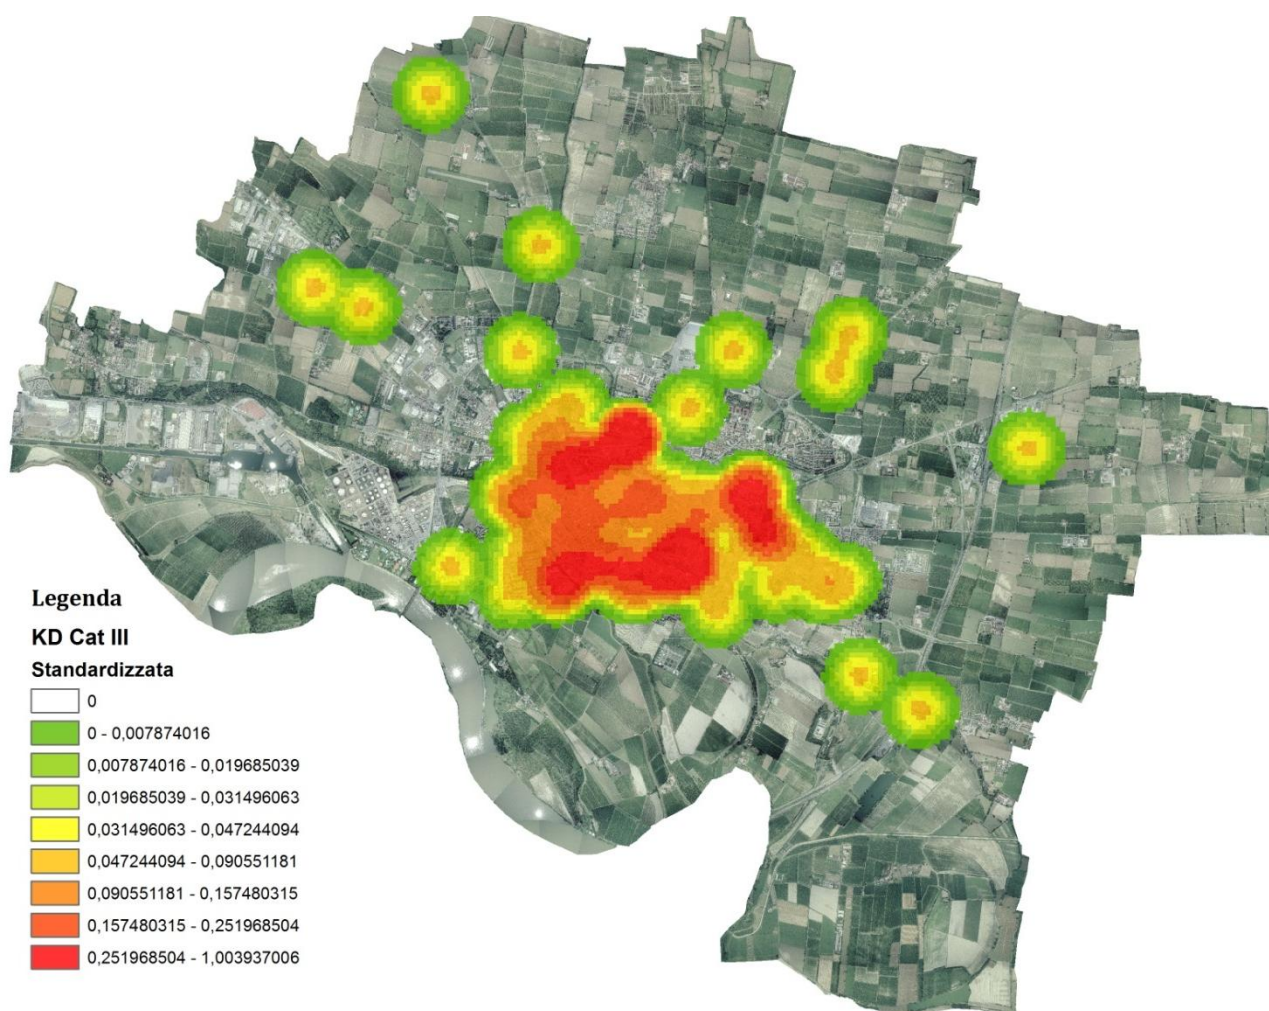 Legenda
KD Cat III
Standardizzata
0
0 - 0,007874016
0,007874016 - 0,019685039
0,019685039 - 0,031496063
0,031496063 - 0,047244094
0,047244094 - 0,090551181
0,090551181 - 0,157480315
0,157480315 - 0,251968504
0,251968504 - 1,003937006